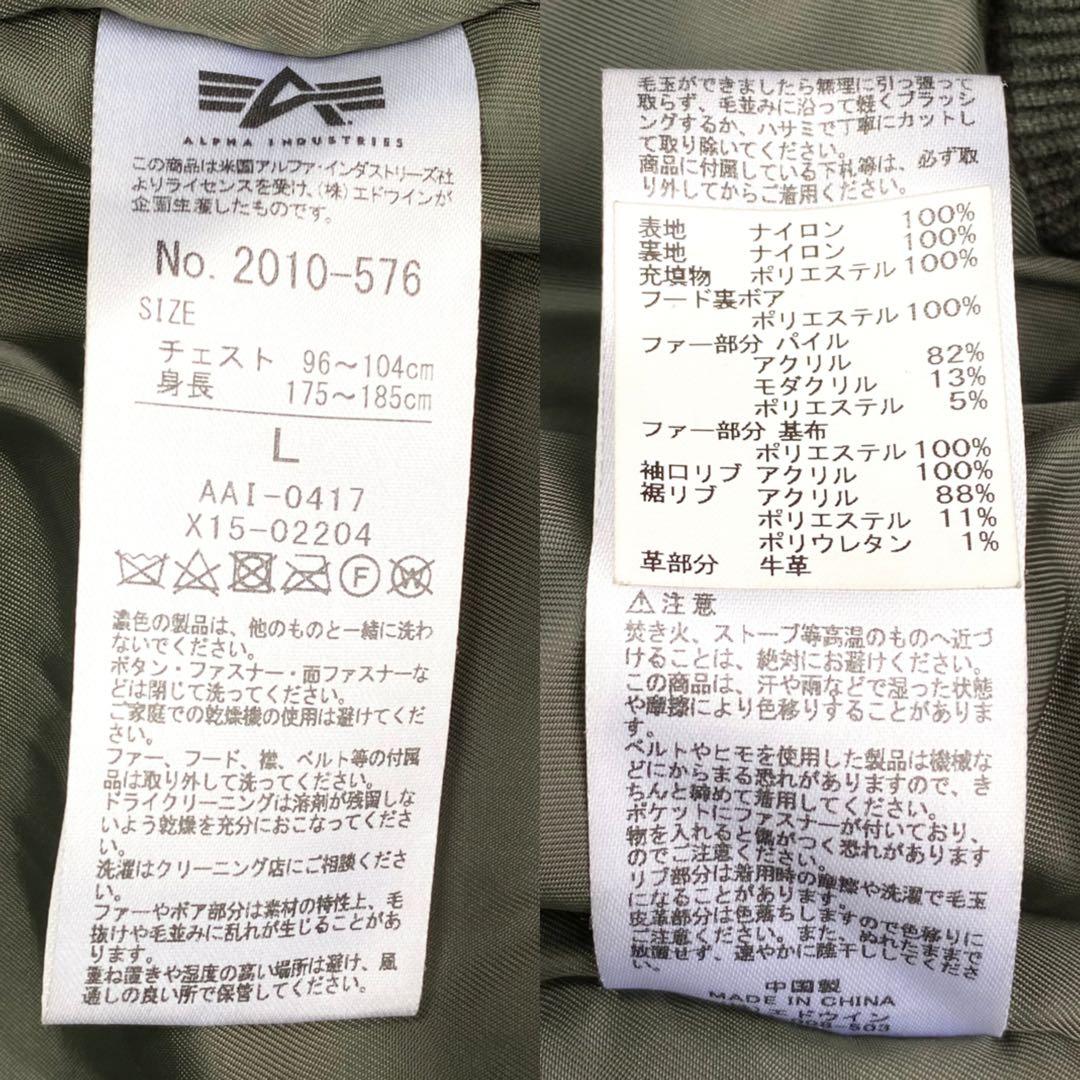 ALPHA INDUSTRIES
この商品は米国アルファ・インダストリーズ社
よりライセンスを受け、(株)エドウインが
企画生産したものです。
No. 2010-576
SIZE
チェスト 96～104cm
身長 175～185cm
L
AAI-0417
X15-02204
F W
濃色の製品は、他のものと一緒に洗わ
ないでください。
ボタン・ファスナー・面ファスナーな
どは閉じて洗ってください。
ご家庭での乾燥機の使用は避けてくだ
さい。
ファー、フード、襟、ベルト等の付属
品は取り外して洗ってください。
ドライクリーニングは溶剤が残留しな
いよう乾燥を充分におこなってくださ
い。
洗濯はクリーニング店にご相談くださ
い。
ファーやボア部分は素材の特性上、毛
抜けや毛並みに乱れが生じることがあ
ります。
重ね置きや湿度の高い場所は避け、風
通しの良い所で保管してください。
毛玉ができましたら無理に引っ張って
取らず、毛並みに沿って軽くブラッシ
ングするか、ハサミで丁寧にカットし
て取り除いてください。
商品に付属している下札等は、必ず取
り外してからご着用ください。
表地 ナイロン 100%
裏地 ナイロン 100%
充填物 ポリエステル 100%
フード裏ボア
ポリエステル 100%
ファー部分 パイル
アクリル 82%
モダクリル 13%
ポリエステル 5%
ファー部分 基布
ポリエステル 100%
袖口リブ アクリル 100%
裾リブ アクリル 88%
ポリエステル 11%
ポリウレタン 1%
革部分 牛革
⚠注意
焚き火、ストーブ等高温のものへ近づ
けることは、絶対にお避けください。
この商品は、汗や雨などで湿った状態
や摩擦により色移りすることがありま
す。
ベルトやヒモを使用した製品は機械な
どにからまる恐れがありますので、き
ちんと締めて着用してください。
ポケットにファスナーが付いており、
物を入れると傷がつく恐れがあります
のでご注意ください。
リブ部分は着用時の摩擦や洗濯で毛玉
になることがあります。
皮革部分は色落ちしますので色移りに
ご注意ください。また、ぬれたままで
放置せず、速やかに陰干ししてくださ
い。
中国製
MADE IN CHINA
エドウイン
-503